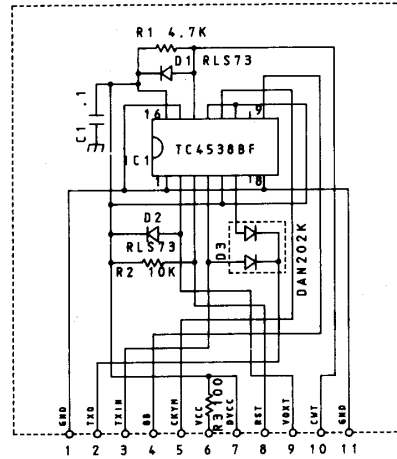 R1 4.7K
D1 RLS73
.1
C1
16
9
IC1
TC4538BF
1
8
D2
RLS73
R2 10K
D3
DAN202K
R3 100
GND
TXO
TXIN
BB
CKYM
VCC
DVCC
RST
VOXT
CWT
GND
1 2 3 4 5 6 7 8 9 10 11